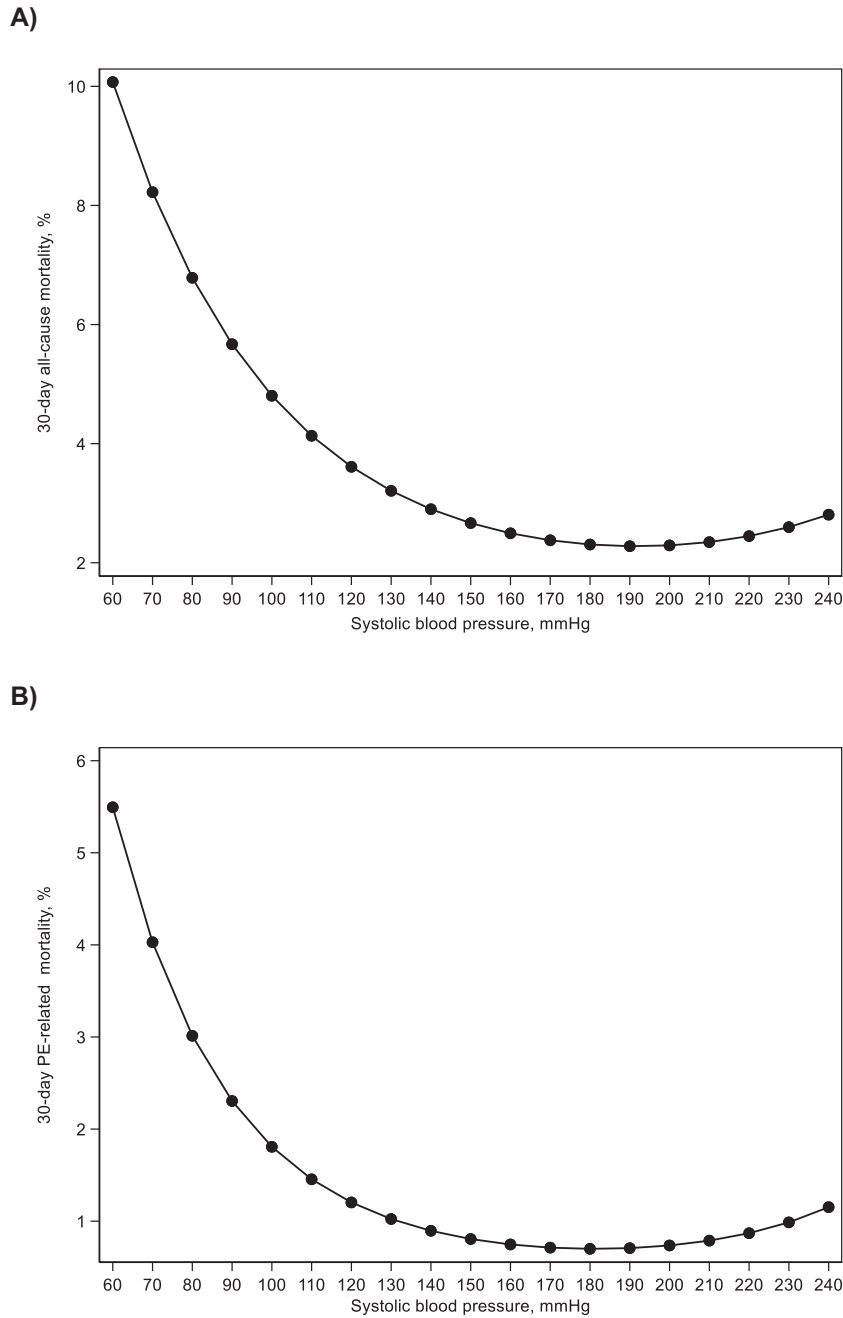 A)
30-day all-cause mortality, %
10
8
6
4
2
60 70 80 90 100 110 120 130 140 150 160 170 180 190 200 210 220 230 240
Systolic blood pressure, mmHg
B)
30-day PE-related mortality, %
6
5
4
3
2
1
60 70 80 90 100 110 120 130 140 150 160 170 180 190 200 210 220 230 240
Systolic blood pressure, mmHg